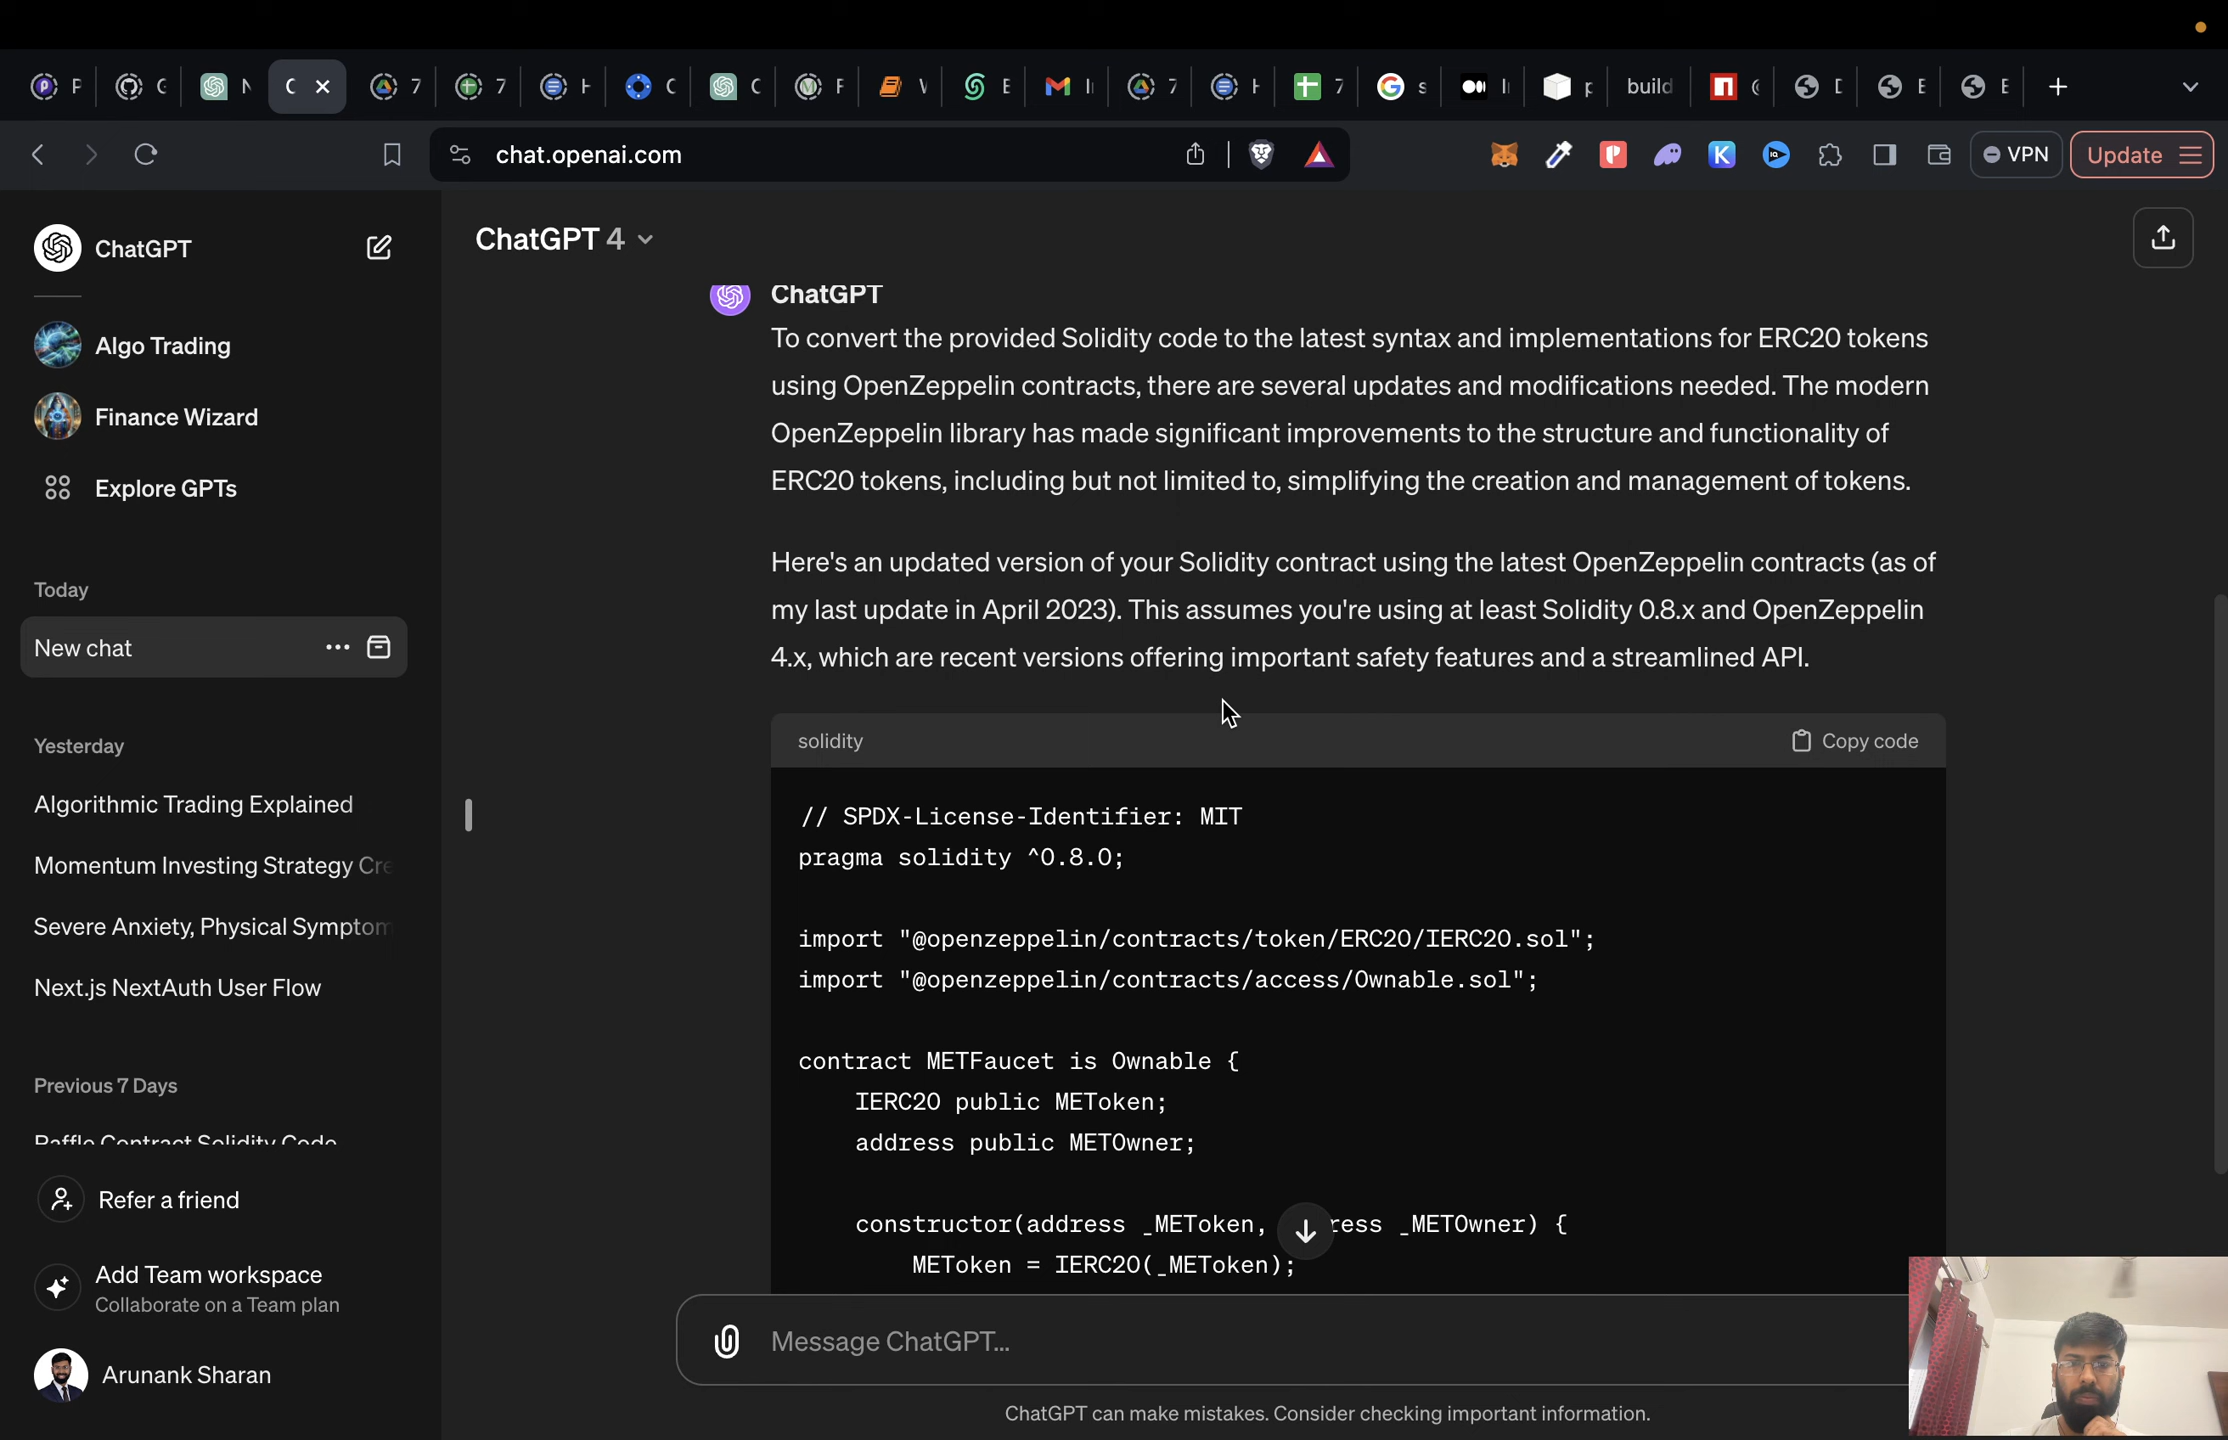 chat.openai.com
VPN
Update
build
ChatGPT
Algo Trading
Finance Wizard
Explore GPTs
Today
New chat
Yesterday
Algorithmic Trading Explained
Momentum Investing Strategy Cre
Severe Anxiety, Physical Symptom
Next.js NextAuth User Flow
Previous 7 Days
Raffle Contract Solidity Code
Refer a friend
Add Team workspace
Collaborate on a Team plan
Arunank Sharan
ChatGPT 4
ChatGPT
To convert the provided Solidity code to the latest syntax and implementations for ERC20 tokens
using OpenZeppelin contracts, there are several updates and modifications needed. The modern
OpenZeppelin library has made significant improvements to the structure and functionality of
ERC20 tokens, including but not limited to, simplifying the creation and management of tokens.
Here's an updated version of your Solidity contract using the latest OpenZeppelin contracts (as of
my last update in April 2023). This assumes you're using at least Solidity 0.8.x and OpenZeppelin
4.x, which are recent versions offering important safety features and a streamlined API.
solidity
Copy code
// SPDX-License-Identifier: MIT
pragma solidity ^0.8.0;
import "@openzeppelin/contracts/token/ERC20/IERC20.sol";
import "@openzeppelin/contracts/access/Ownable.sol";
contract METFaucet is Ownable {
IERC20 public METoken;
address public METOwner;
constructor(address _METoken, ress _METOwner) {
METoken = IERC20(_METoken);
Message ChatGPT...
ChatGPT can make mistakes. Consider checking important information.